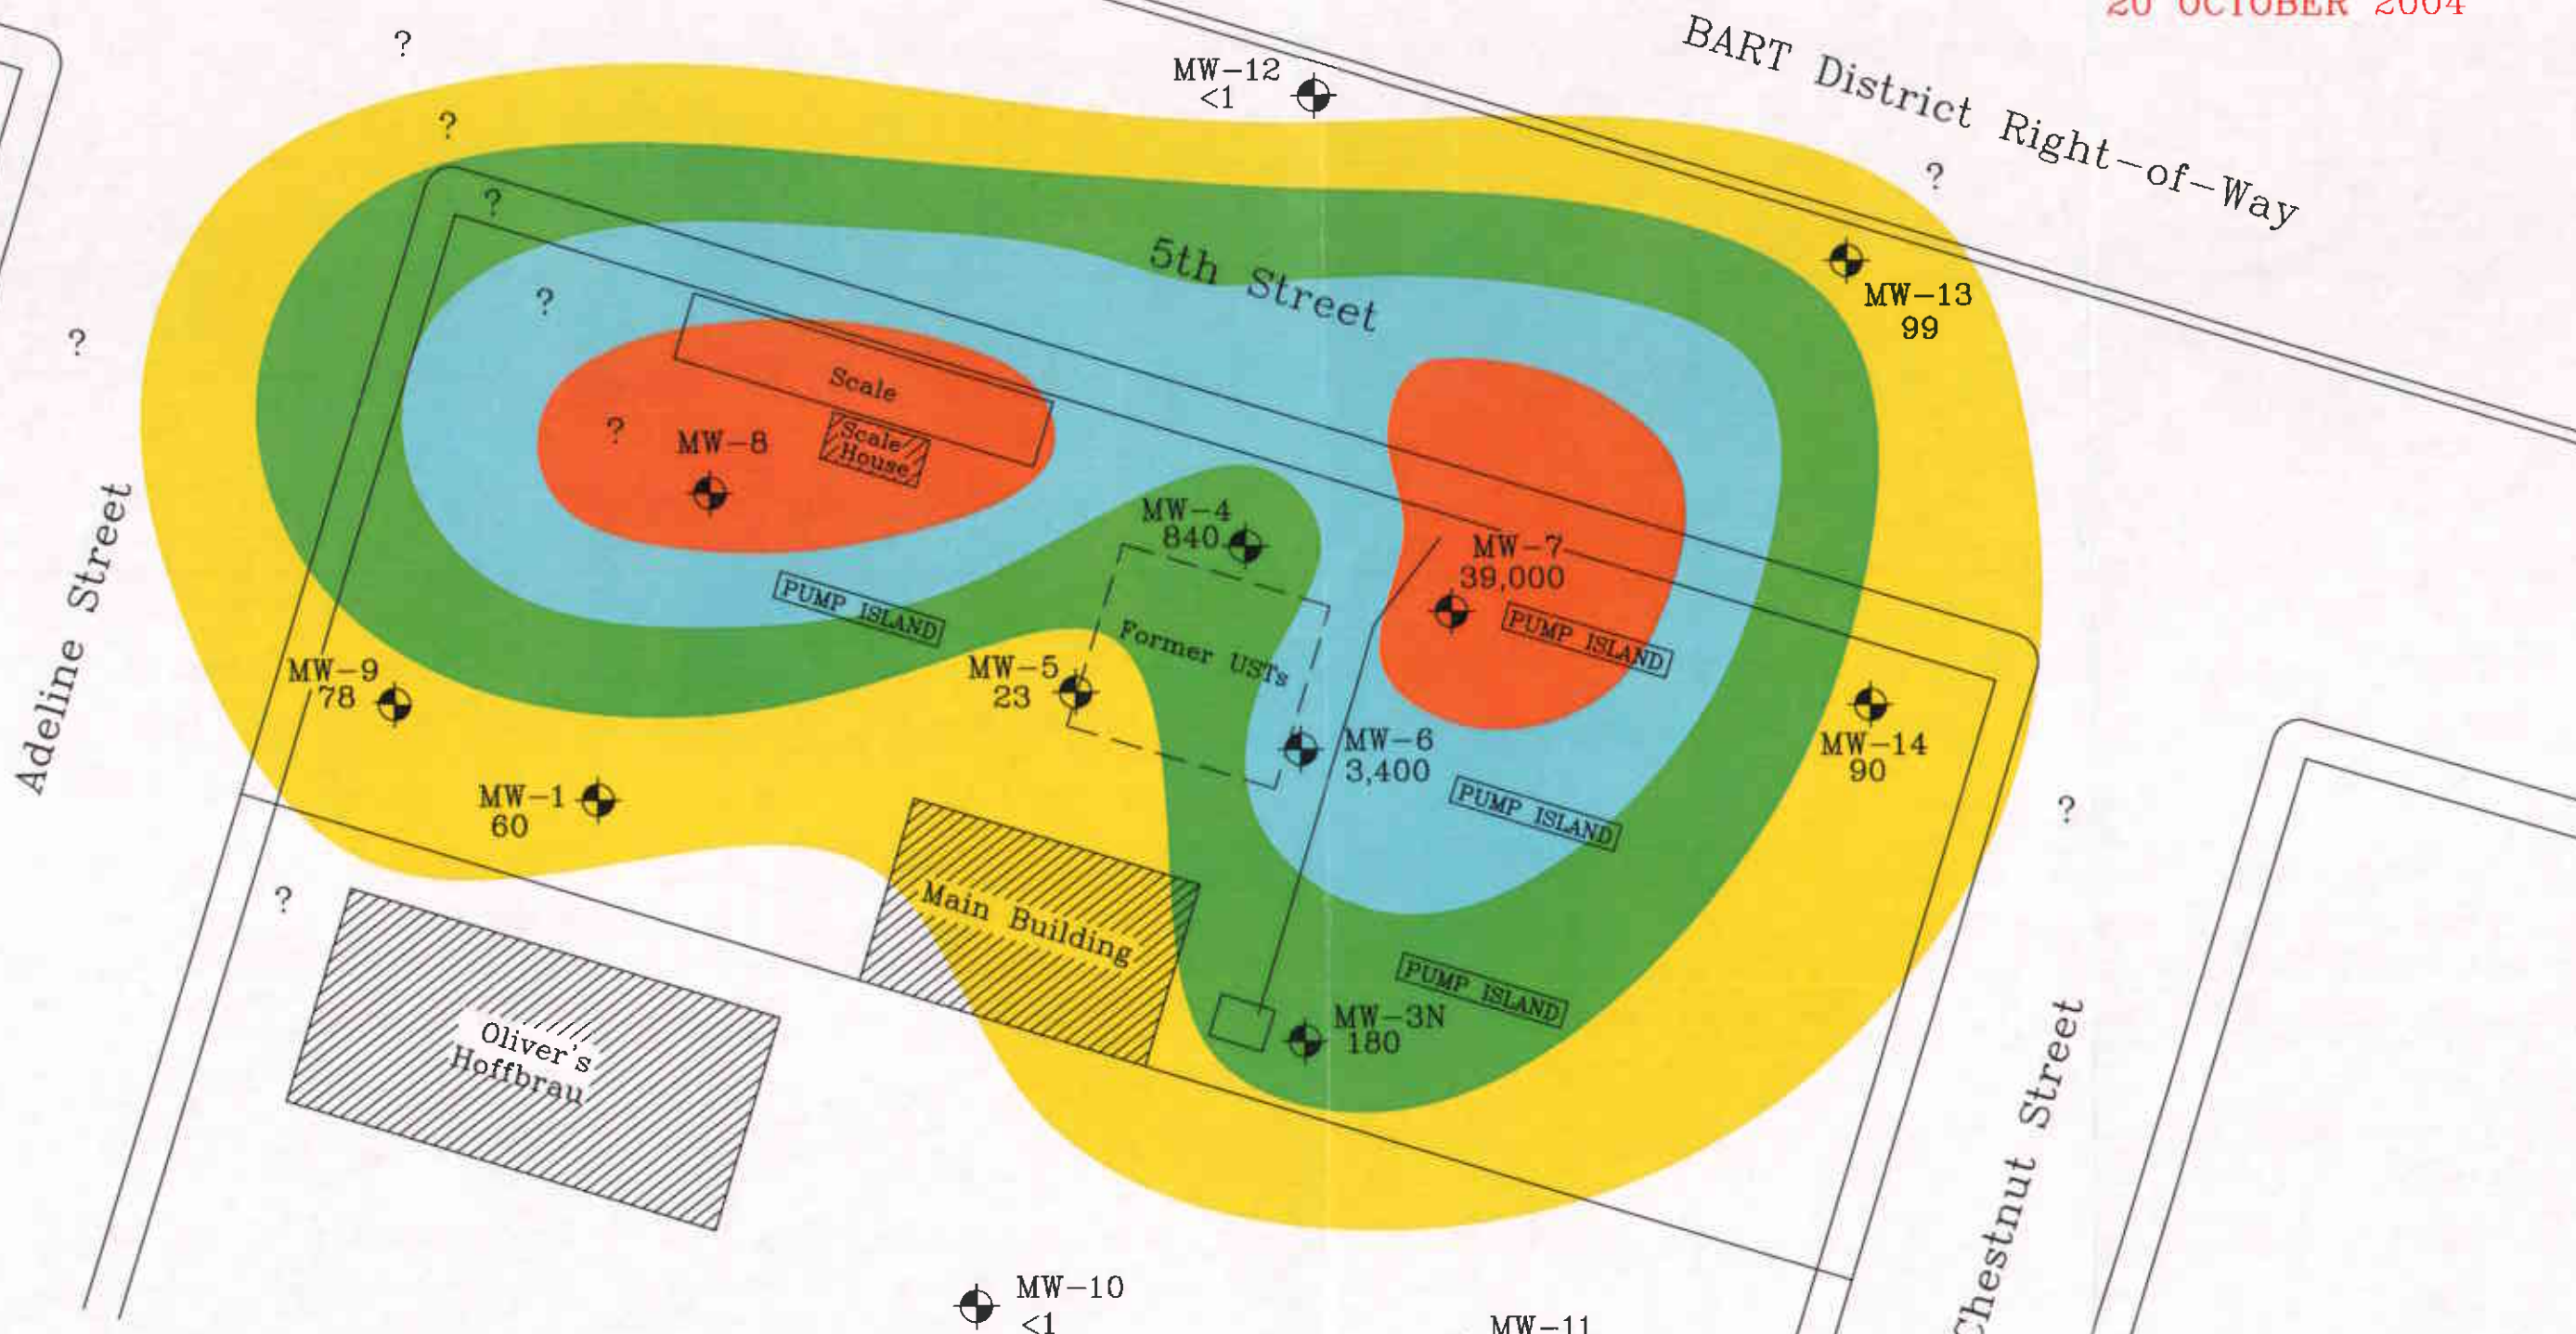 20 OCTOBER 2004
BART District Right-of-Way
?
?
?
?
?
?
?
?
?
?
MW-12
<1
5th Street
MW-13
99
Scale
Scale
House
MW-8
MW-4
840
MW-7
39,000
PUMP ISLAND
PUMP ISLAND
Former USTs
MW-9
78
MW-5
23
MW-6
3,400
MW-14
90
PUMP ISLAND
MW-1
60
Adeline Street
Main Building
PUMP ISLAND
MW-3N
180
Oliver's
Hoffbrau
Chestnut Street
MW-10
<1
MW-11